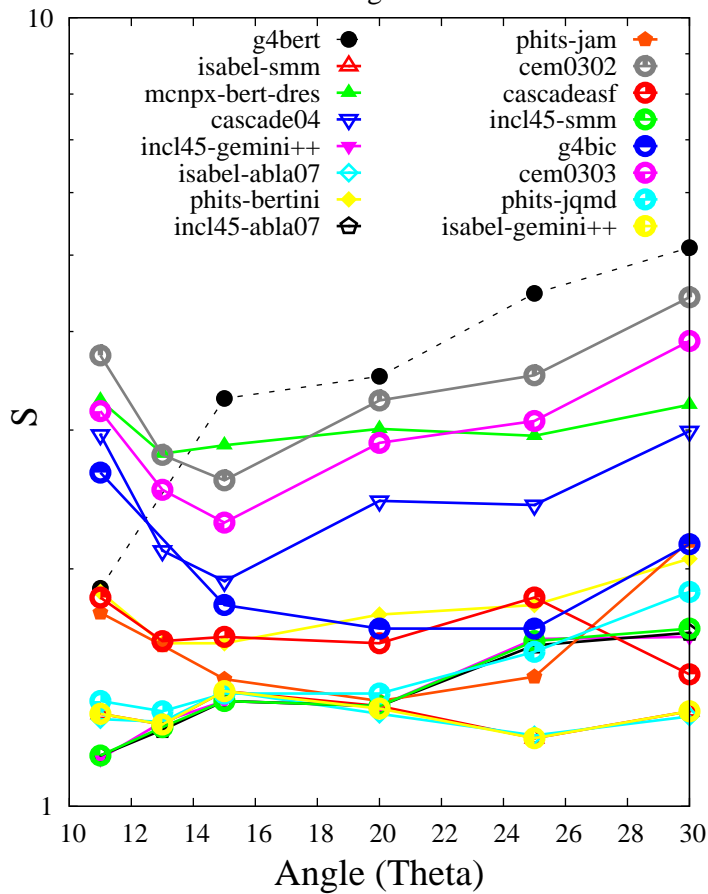 10
g4bert
isabel-smm
mcnpx-bert-dres
cascade04
incl45-gemini++
isabel-abla07
phits-bertini
incl45-abla07
phits-jam
cem0302
cascadeasf
incl45-smm
g4bic
cem0303
phits-jqmd
isabel-gemini++
S
1
10 12 14 16 18 20 22 24 26 28 30
Angle (Theta)